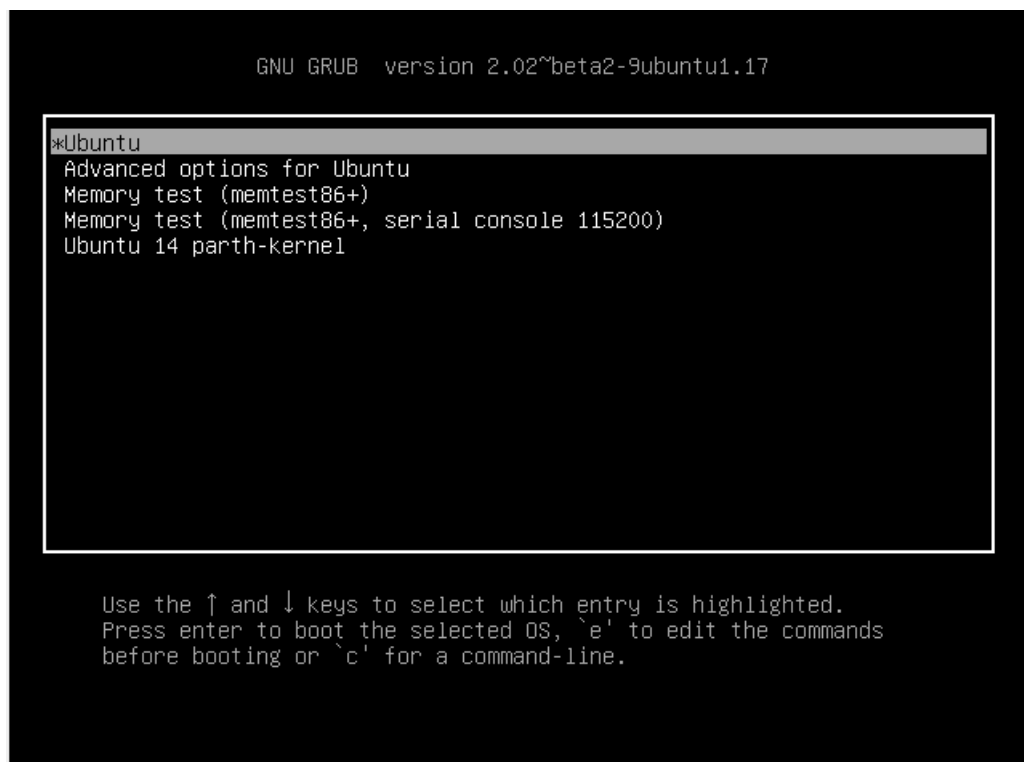 GNU GRUB  version 2.02~beta2-9ubuntu1.17
*Ubuntu
Advanced options for Ubuntu
Memory test (memtest86+)
Memory test (memtest86+, serial console 115200)
Ubuntu 14 parth-kernel
Use the ↑ and ↓ keys to select which entry is highlighted.
Press enter to boot the selected OS, `e' to edit the commands
before booting or `c' for a command-line.